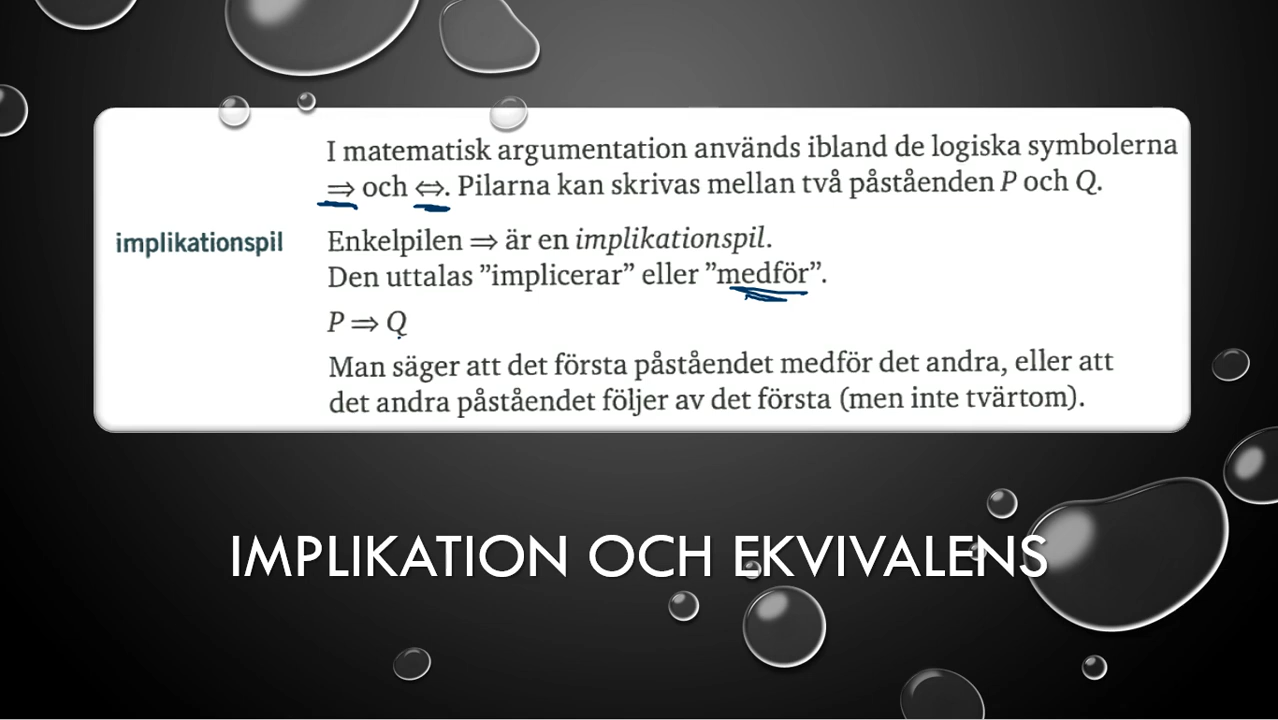 I matematisk argumentation används ibland de logiska symbolerna
⇒ och ⇔. Pilarna kan skrivas mellan två påståenden P och Q.
implikationspil
Enkelpilen ⇒ är en implikationspil.
Den uttalas ”implicerar” eller ”medför”.
P ⇒ Q
Man säger att det första påståendet medför det andra, eller att
det andra påståendet följer av det första (men inte tvärtom).
IMPLIKATION OCH EKVIVALENS